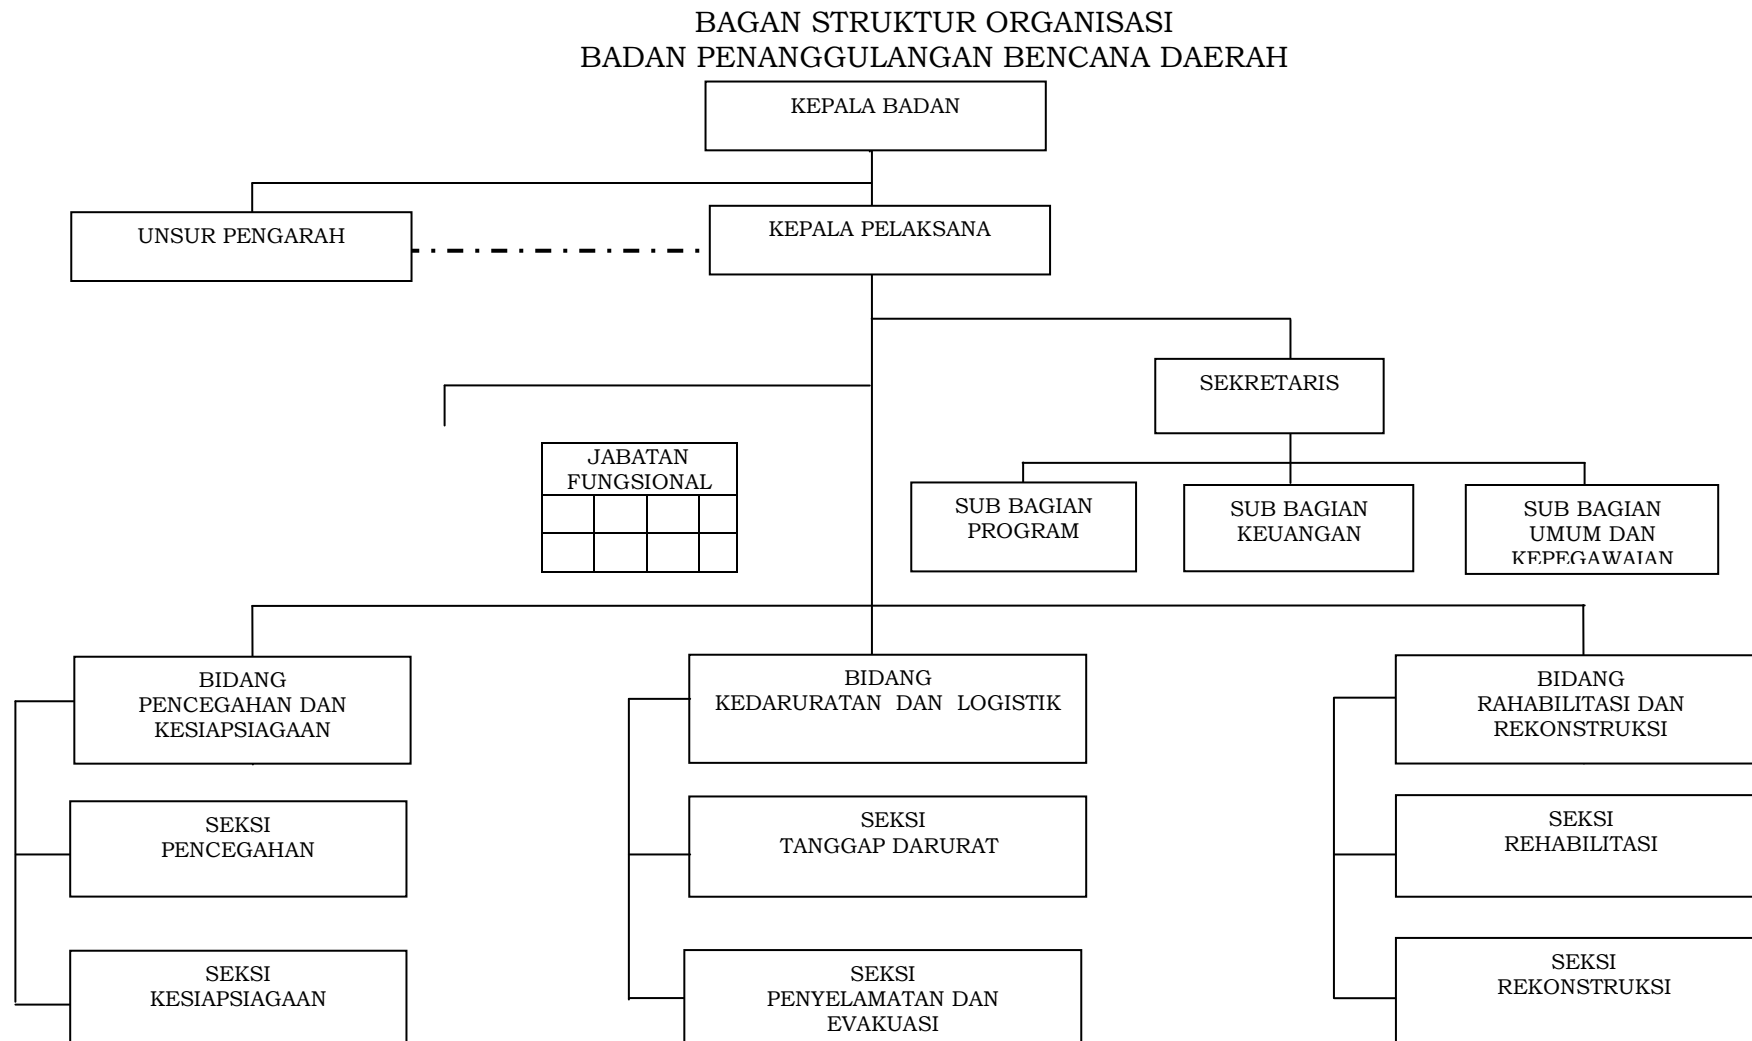 BAGAN STRUKTUR ORGANISASI
BADAN PENANGGULANGAN BENCANA DAERAH
KEPALA BADAN
UNSUR PENGARAH
KEPALA PELAKSANA
SEKRETARIS
JABATAN
FUNGSIONAL
SUB BAGIAN
PROGRAM
SUB BAGIAN
KEUANGAN
SUB BAGIAN
UMUM DAN
KEPEGAWAIAN
BIDANG
PENCEGAHAN DAN
KESIAPSIAGAAN
BIDANG
KEDARURATAN DAN LOGISTIK
BIDANG
RAHABILITASI DAN
REKONSTRUKSI
SEKSI
PENCEGAHAN
SEKSI
TANGGAP DARURAT
SEKSI
REHABILITASI
SEKSI
KESIAPSIAGAAN
SEKSI
PENYELAMATAN DAN
EVAKUASI
SEKSI
REKONSTRUKSI